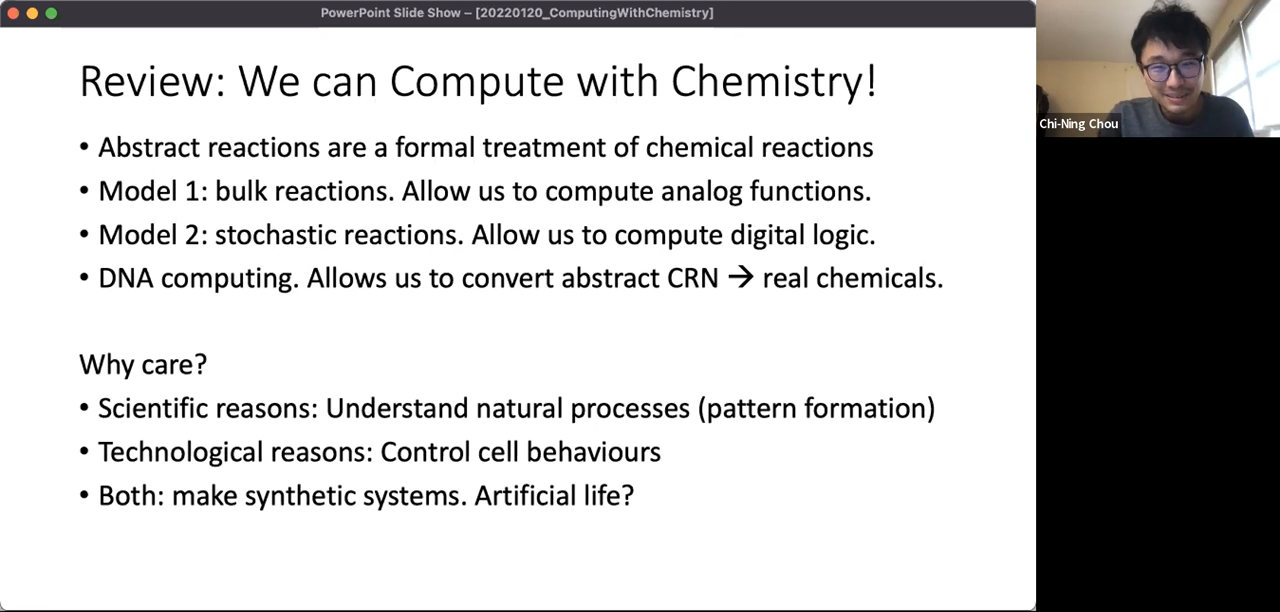 PowerPoint Slide Show – [20220120_ComputingWithChemistry]
Review: We can Compute with Chemistry!
• Abstract reactions are a formal treatment of chemical reactions
• Model 1: bulk reactions. Allow us to compute analog functions.
• Model 2: stochastic reactions. Allow us to compute digital logic.
• DNA computing. Allows us to convert abstract CRN → real chemicals.
Why care?
• Scientific reasons: Understand natural processes (pattern formation)
• Technological reasons: Control cell behaviours
• Both: make synthetic systems. Artificial life?
Chi-Ning Chou